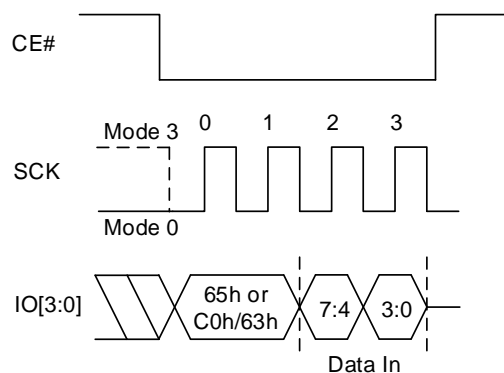 CE#
0 1 2 3
Mode 3
SCK
Mode 0
IO[3:0]
65h or
C0h/63h
7:4
3:0
Data In